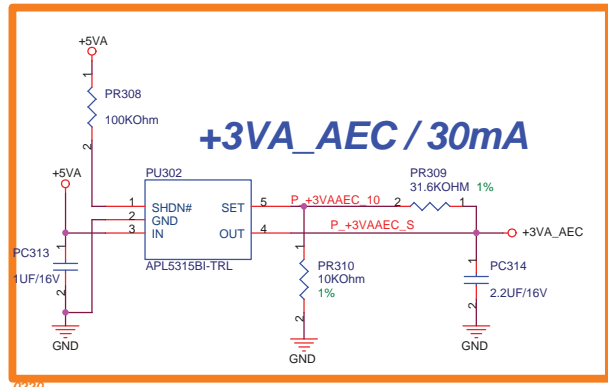 +5VA
1
PR308
100KOhm
2
+3VA_AEC / 30mA
+5VA
PU302
PR309
31.6KOHM 1%
1 SHDN# SET 5 P_+3VAAEC_10 2 1
2 GND
3 IN OUT 4 P_+3VAAEC_S +3VA_AEC
APL5315BI-TRL
1
PC313
1UF/16V
2
GND
1
PR310
10KOhm
1%
2
GND
1
PC314
2.2UF/16V
2
GND